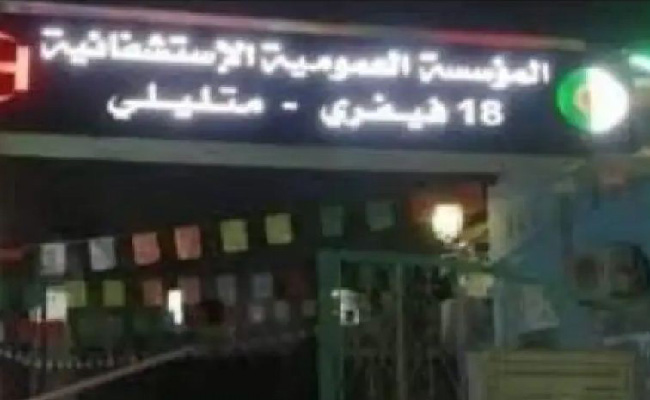 المؤسسة العمومية الإستشفائية
18 فيفري - متليلي